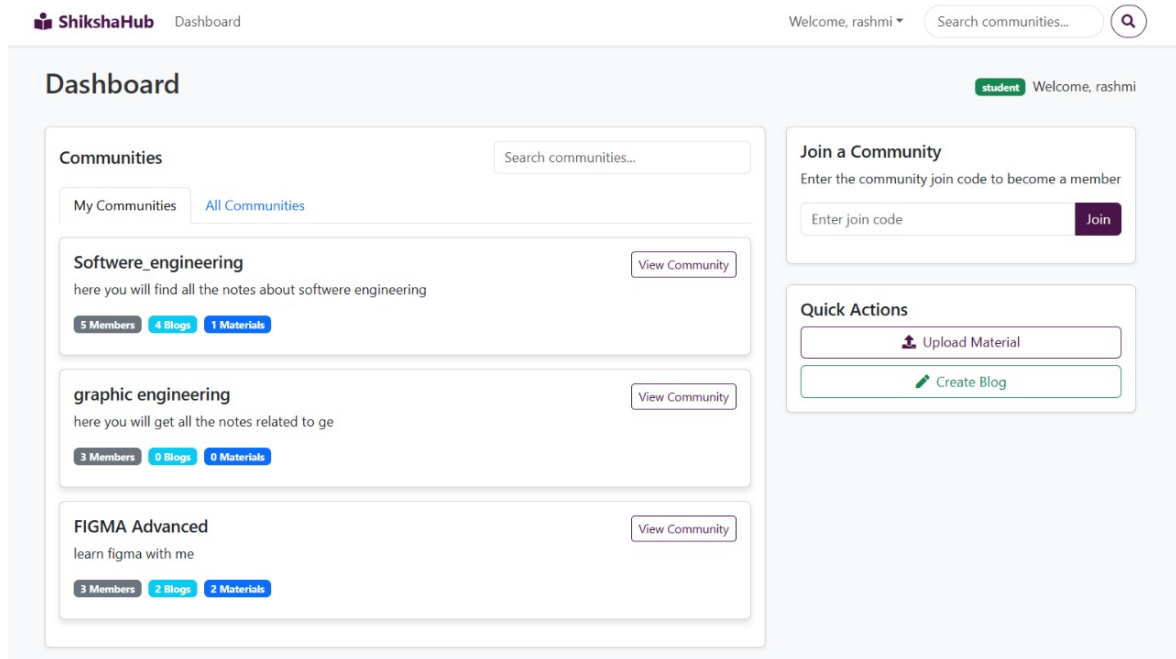 ShikshaHub Dashboard Welcome, rashmi Search communities...
Dashboard
student Welcome, rashmi
Communities
Search communities...
My Communities All Communities
Softwere_engineering
View Community
here you will find all the notes about softwere engineering
5 Members 4 Blogs 1 Materials
graphic engineering
View Community
here you will get all the notes related to ge
3 Members 0 Blogs 0 Materials
FIGMA Advanced
View Community
learn figma with me
3 Members 2 Blogs 2 Materials
Join a Community
Enter the community join code to become a member
Enter join code Join
Quick Actions
Upload Material
Create Blog